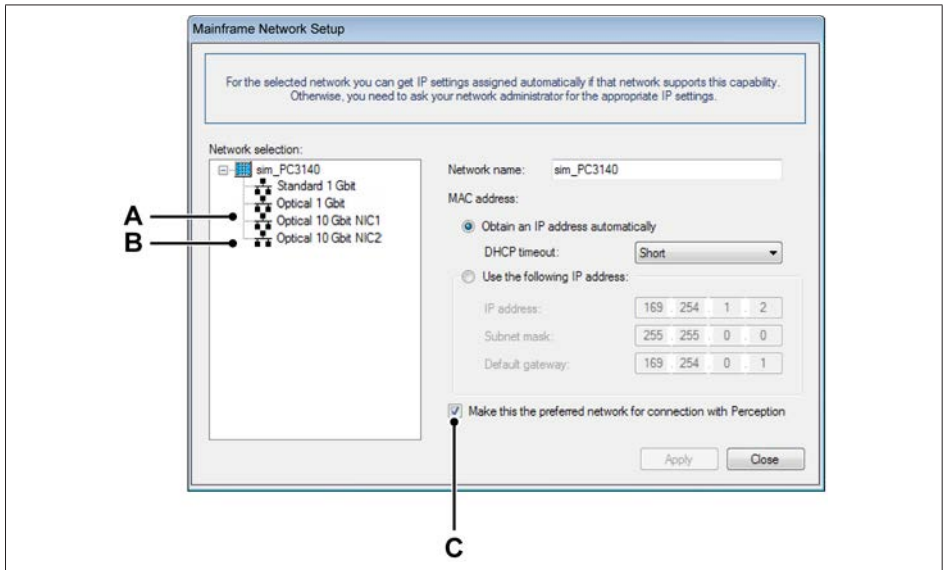 Mainframe Network Setup
For the selected network you can get IP settings assigned automatically if that network supports this capability.
Otherwise, you need to ask your network administrator for the appropriate IP settings.
Network selection:
sim_PC3140
Standard 1 Gbit
Optical 1 Gbit
Optical 10 Gbit NIC1
Optical 10 Gbit NIC2
A
B
Network name: sim_PC3140
MAC address:
Obtain an IP address automatically
DHCP timeout: Short
Use the following IP address:
IP address: 169 . 254 . 1 . 2
Subnet mask: 255 . 255 . 0 . 0
Default gateway: 169 . 254 . 0 . 1
Make this the preferred network for connection with Perception
Apply Close
C